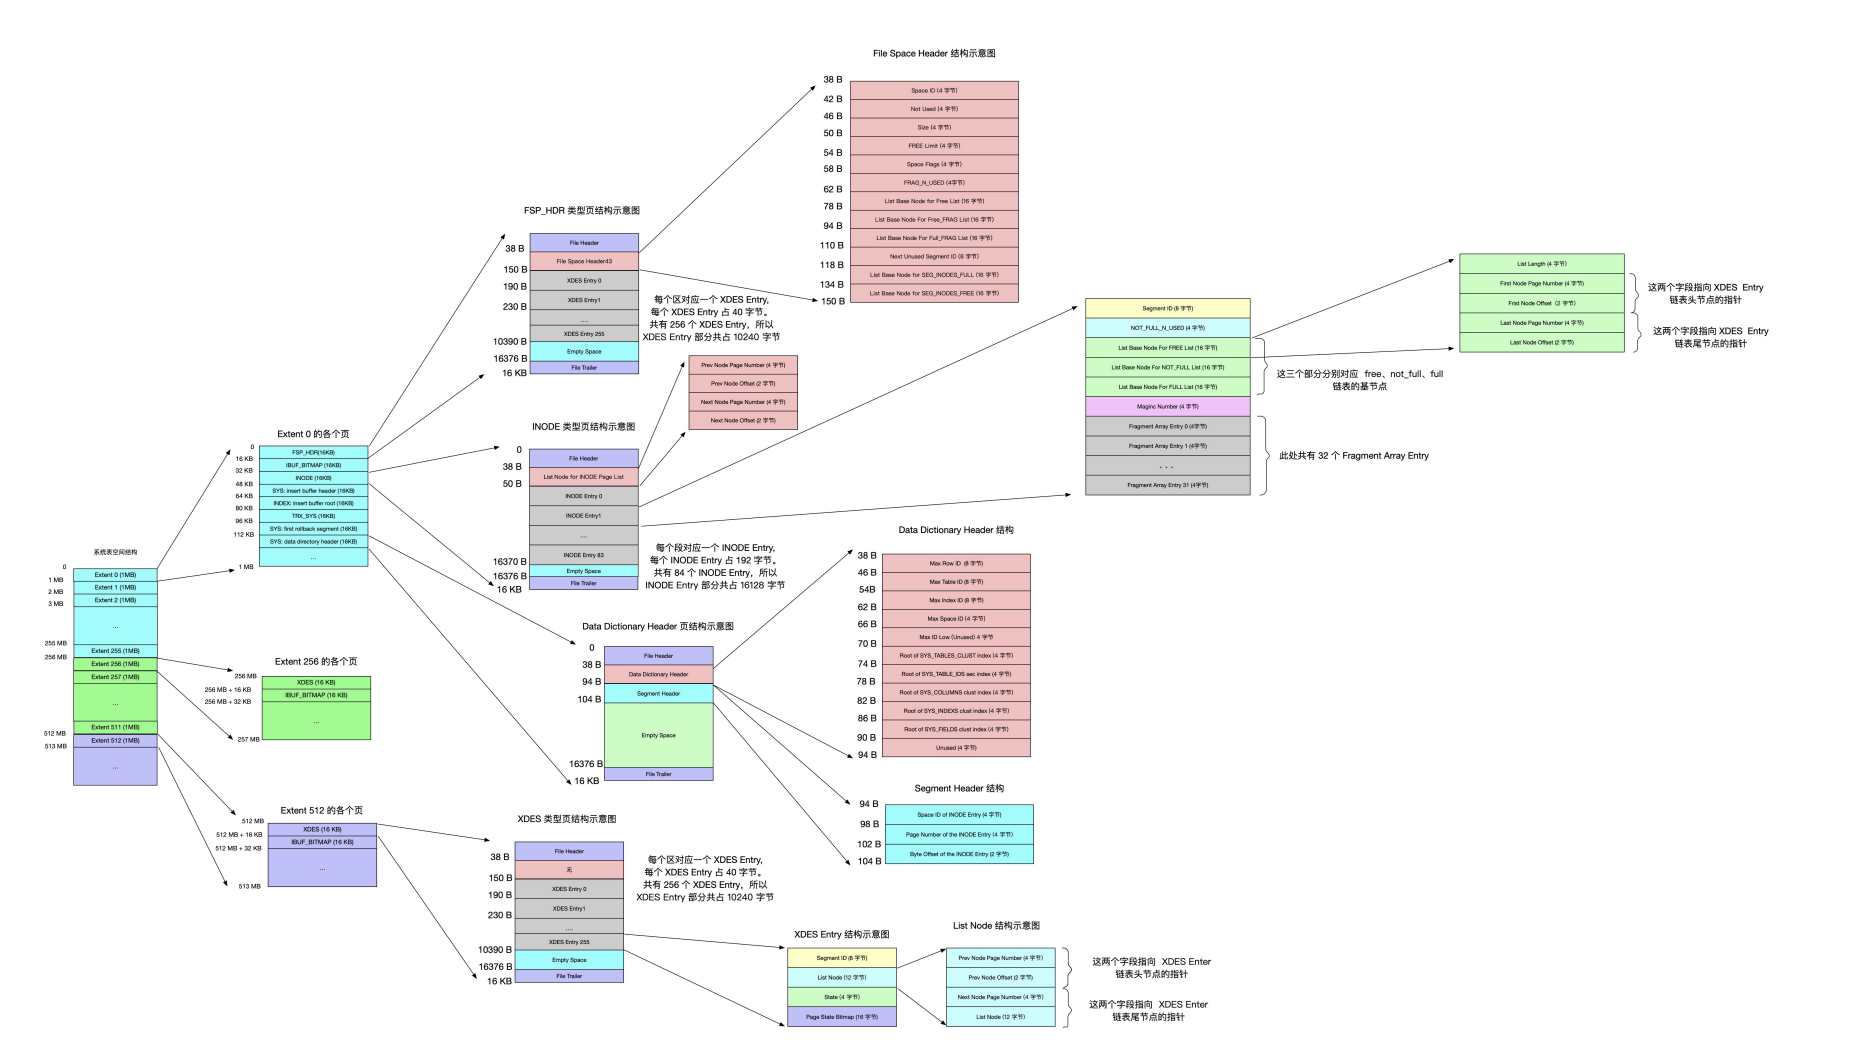 File Space Header 结构示意图
38 B
42 B
46 B
50 B
54 B
58 B
62 B
78 B
94 B
110 B
118 B
134 B
150 B
Space ID (4 字节)
Not Used (4 字节)
Size (4 字节)
FREE Limit (4 字节)
Space Flags (4 字节)
FRAG_N_USED (4字节)
List Base Node for Free List (16 字节)
List Base Node For Free_FRAG List (16 字节)
List Base Node For Full_FRAG List (16 字节)
Next Unused Segment ID (8 字节)
List Base Node for SEG_INODES_FULL (16 字节)
List Base Node for SEG_INODES_FREE (16 字节)
FSP_HDR 类型页结构示意图
38 B
150 B
190 B
230 B
10390 B
16376 B
16 KB
File Header
File Space Header43
XDES Entry 0
XDES Entry1
....
XDES Entry 255
Empty Space
File Trailer
每个区对应一个 XDES Entry,
每个 XDES Entry 占 40 字节。
共有 256 个 XDES Entry，所以
XDES Entry 部分共占 10240 字节
Prev Node Page Number (4 字节)
Prev Node Offset (2 字节)
Next Node Page Number (4 字节)
Next Node Offset (2 字节)
Segment ID (8 字节)
NOT_FULL_N_USED (4 字节)
List Base Node For FREE List (16 字节)
List Base Node For NOT_FULL List (16 字节)
List Base Node For FULL List (16 字节)
Maginc Number (4 字节)
Fragment Array Entry 0 (4字节)
Fragment Array Entry 1 (4字节)
...
Fragment Array Entry 31 (4字节)
这三个部分分别对应 free、not_full、full
链表的基节点
此处共有 32 个 Fragment Array Entry
List Length (4 字节)
First Node Page Number (4 字节)
Frist Node Offset (2 字节)
Last Node Page Number (4 字节)
Last Node Offset (2 字节)
这两个字段指向 XDES Entry
链表头节点的指针
这两个字段指向 XDES Entry
链表尾节点的指针
Extent 0 的各个页
0
16 KB
32 KB
48 KB
64 KB
80 KB
96 KB
112 KB
1 MB
FSP_HDR(16KB)
IBUF_BITMAP (16KB)
INODE (16KB)
SYS: insert buffer header (16KB)
INDEX: insert buffer root (16KB)
TRX_SYS (16KB)
SYS: first rollback segment (16KB)
SYS: data directory header (16KB)
...
INODE 类型页结构示意图
0
38 B
50 B
16370 B
16376 B
16 KB
File Header
List Node for INODE Page List
INODE Entry 0
INODE Entry1
....
INODE Entry 83
Empty Space
File Trailer
每个段对应一个 INODE Entry,
每个 INODE Entry 占 192 字节。
共有 84 个 INODE Entry，所以
INODE Entry 部分共占 16128 字节
系统表空间结构
0
1 MB
2 MB
3 MB
255 MB
256 MB
512 MB
513 MB
Extent 0 (1MB)
Extent 1 (1MB)
Extent 2 (1MB)
...
Extent 255 (1MB)
Extent 256 (1MB)
Extent 257 (1MB)
...
Extent 511 (1MB)
Extent 512 (1MB)
...
Extent 256 的各个页
256 MB
256 MB + 16 KB
256 MB + 32 KB
257 MB
XDES (16 KB)
IBUF_BITMAP (16 KB)
...
Data Dictionary Header 页结构示意图
0
38 B
94 B
104 B
16376 B
16 KB
File Header
Data Dictionary Header
Segment Header
Empty Space
File Trailer
Data Dictionary Header 结构
38 B
46 B
54B
62 B
66 B
70 B
74 B
78 B
82 B
86 B
90 B
94 B
Max Row ID (8 字节)
Max Table ID (8 字节)
Max Index ID (8 字节)
Max Space ID (4 字节)
Max ID Low (Unused) 4 字节
Root of SYS_TABLES_CLUST index (4 字节)
Root of SYS_TABLE_IDS sec index (4 字节)
Root of SYS_COLUMNS clust index (4 字节)
Root of SYS_INDEXS clust index (4 字节)
Root of SYS_FIELDS clust index (4 字节)
Unused (4 字节)
Segment Header 结构
94 B
98 B
102 B
104 B
Space ID of INODE Entry (4 字节)
Page Number of the INODE Entry (4 字节)
Byte Offset of the INODE Entry (2 字节)
Extent 512 的各个页
512 MB
512 MB + 16 KB
512 MB + 32 KB
513 MB
XDES (16 KB)
IBUF_BITMAP (16 KB)
...
XDES 类型页结构示意图
38 B
150 B
190 B
230 B
10390 B
16376 B
16 KB
File Header
无
XDES Entry 0
XDES Entry1
....
XDES Entry 255
Empty Space
File Trailer
每个区对应一个 XDES Entry,
每个 XDES Entry 占 40 字节。
共有 256 个 XDES Entry，所以
XDES Entry 部分共占 10240 字节
XDES Entry 结构示意图
Segment ID (8 字节)
List Node (12 字节)
State (4 字节)
Page State Bitmap (16 字节)
List Node 结构示意图
Prev Node Page Number (4 字节)
Prev Node Offset (2 字节)
Next Node Page Number (4 字节)
List Node (12 字节)
这两个字段指向 XDES Enter
链表头节点的指针
这两个字段指向 XDES Enter
链表尾节点的指针